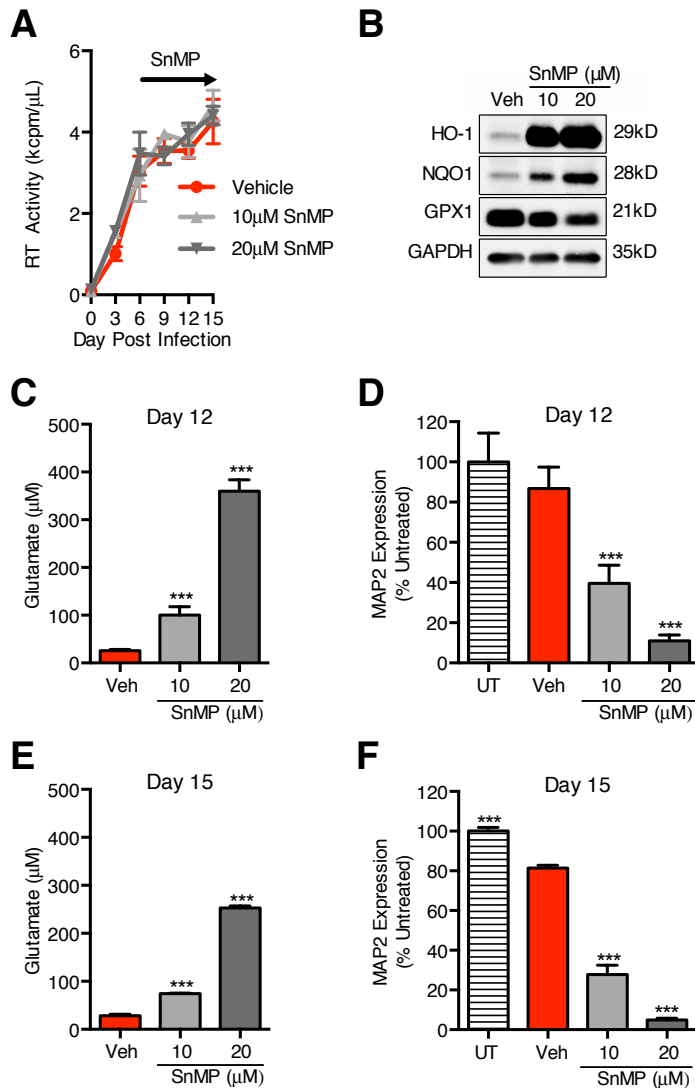 A
SnMP
RT Activity (kcpm/μL)
6
4
2
0
0 3 6 9 12 15
Day Post Infection
Vehicle
10μM SnMP
20μM SnMP
B
SnMP (μM)
Veh 10 20
HO-1 29kD
NQO1 28kD
GPX1 21kD
GAPDH 35kD
C
Day 12
Glutamate (μM)
500
400
300
200
100
0
***
***
Veh 10 20
SnMP (μM)
D
Day 12
MAP2 Expression
(% Untreated)
120
100
80
60
40
20
0
***
***
UT Veh 10 20
SnMP (μM)
E
Day 15
Glutamate (μM)
500
400
300
200
100
0
***
***
Veh 10 20
SnMP (μM)
F
Day 15
MAP2 Expression
(% Untreated)
120
100
80
60
40
20
0
***
***
***
UT Veh 10 20
SnMP (μM)